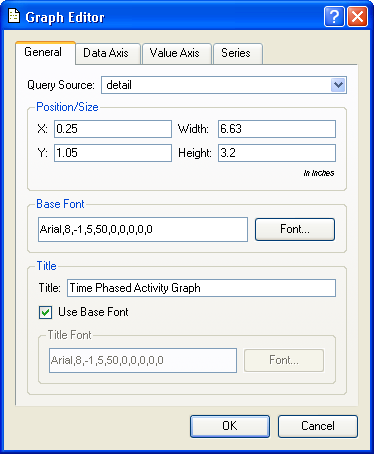 Graph Editor
General Data Axis Value Axis Series
Query Source: detail
Position/Size
X: 0.25 Width: 6.63
Y: 1.05 Height: 3.2
in inches
Base Font
Arial,8,-1,5,50,0,0,0,0,0 Font...
Title
Title: Time Phased Activity Graph
Use Base Font
Title Font
Arial,8,-1,5,50,0,0,0,0,0 Font...
OK Cancel